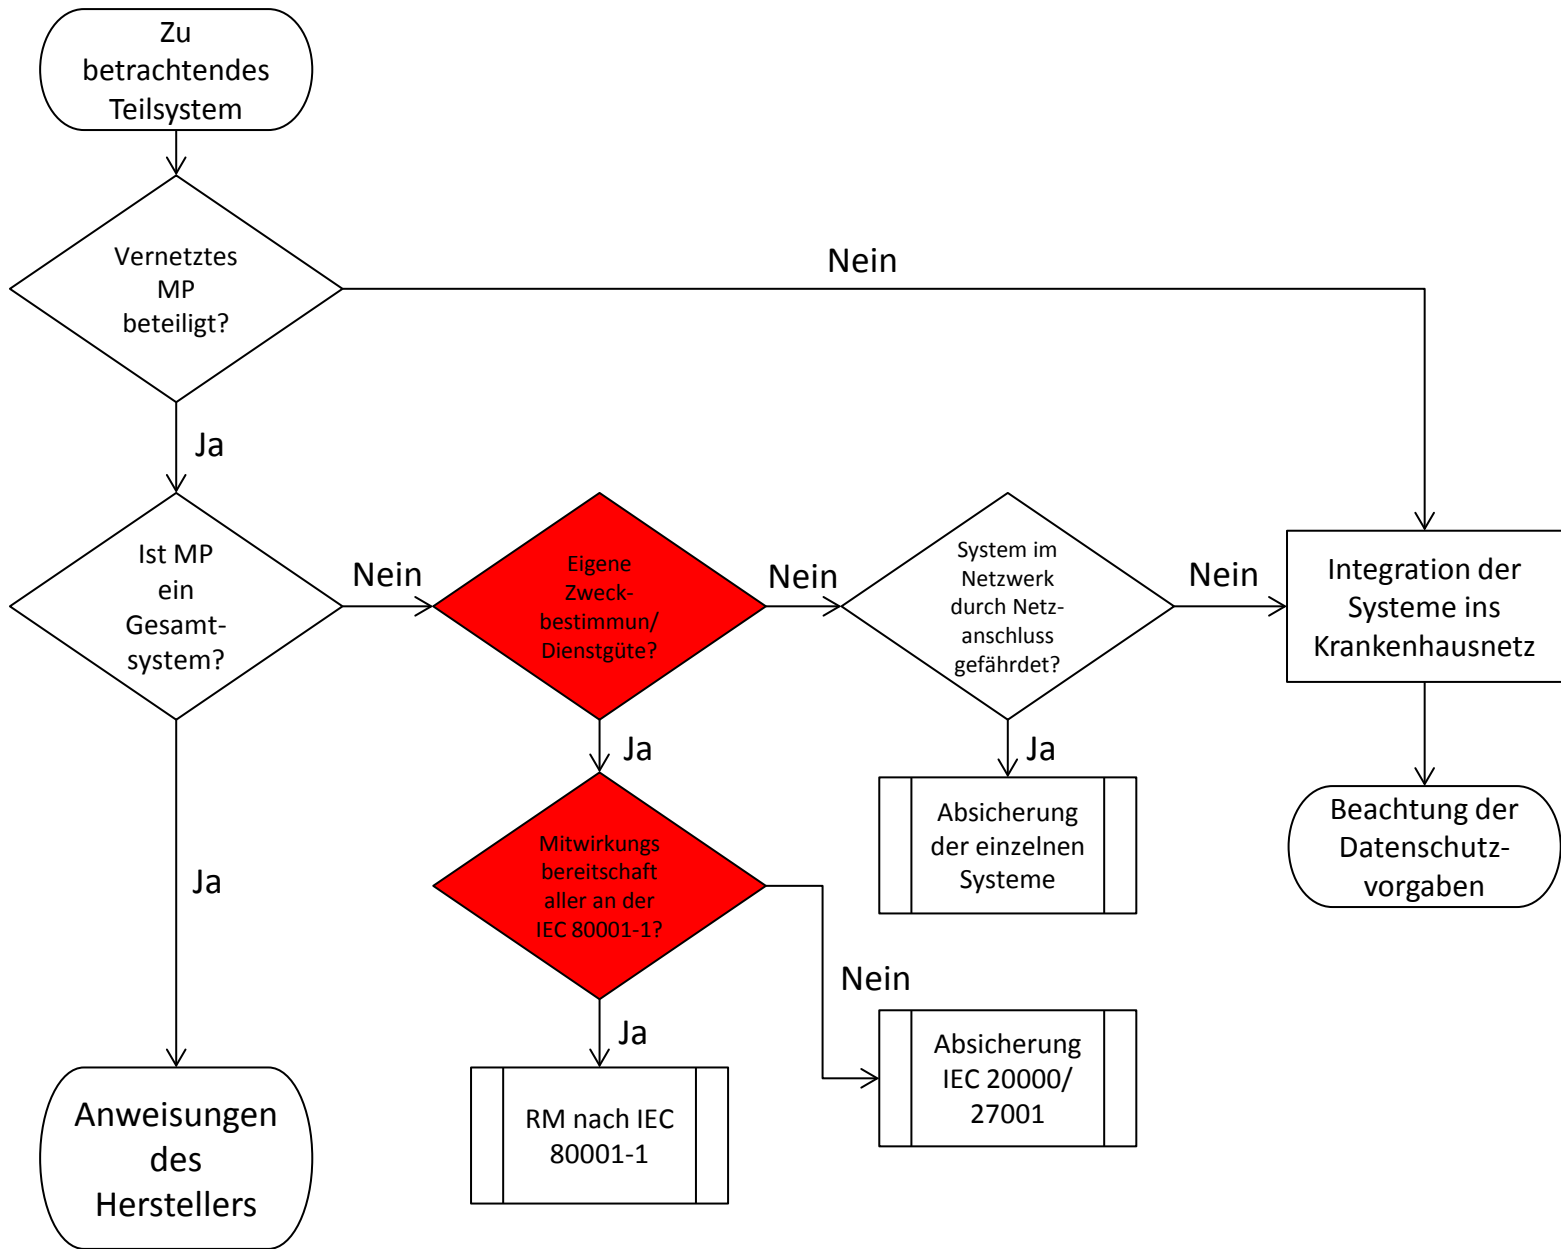 Zu
betrachtendes
Teilsystem
Vernetztes
MP
beteiligt?
Nein
Ja
Ist MP
ein
Gesamt-
system?
Nein
Eigene
Zweck-
bestimmun/
Dienstgüte?
Nein
System im
Netzwerk
durch Netz-
anschluss
gefährdet?
Nein
Integration der
Systeme ins
Krankenhausnetz
Ja
Ja
Mitwirkungs
bereitschaft
aller an der
IEC 80001-1?
Absicherung
der einzelnen
Systeme
Beachtung der
Datenschutz-
vorgaben
Ja
Nein
Ja
Absicherung
IEC 20000/
27001
RM nach IEC
80001-1
Anweisungen
des
Herstellers